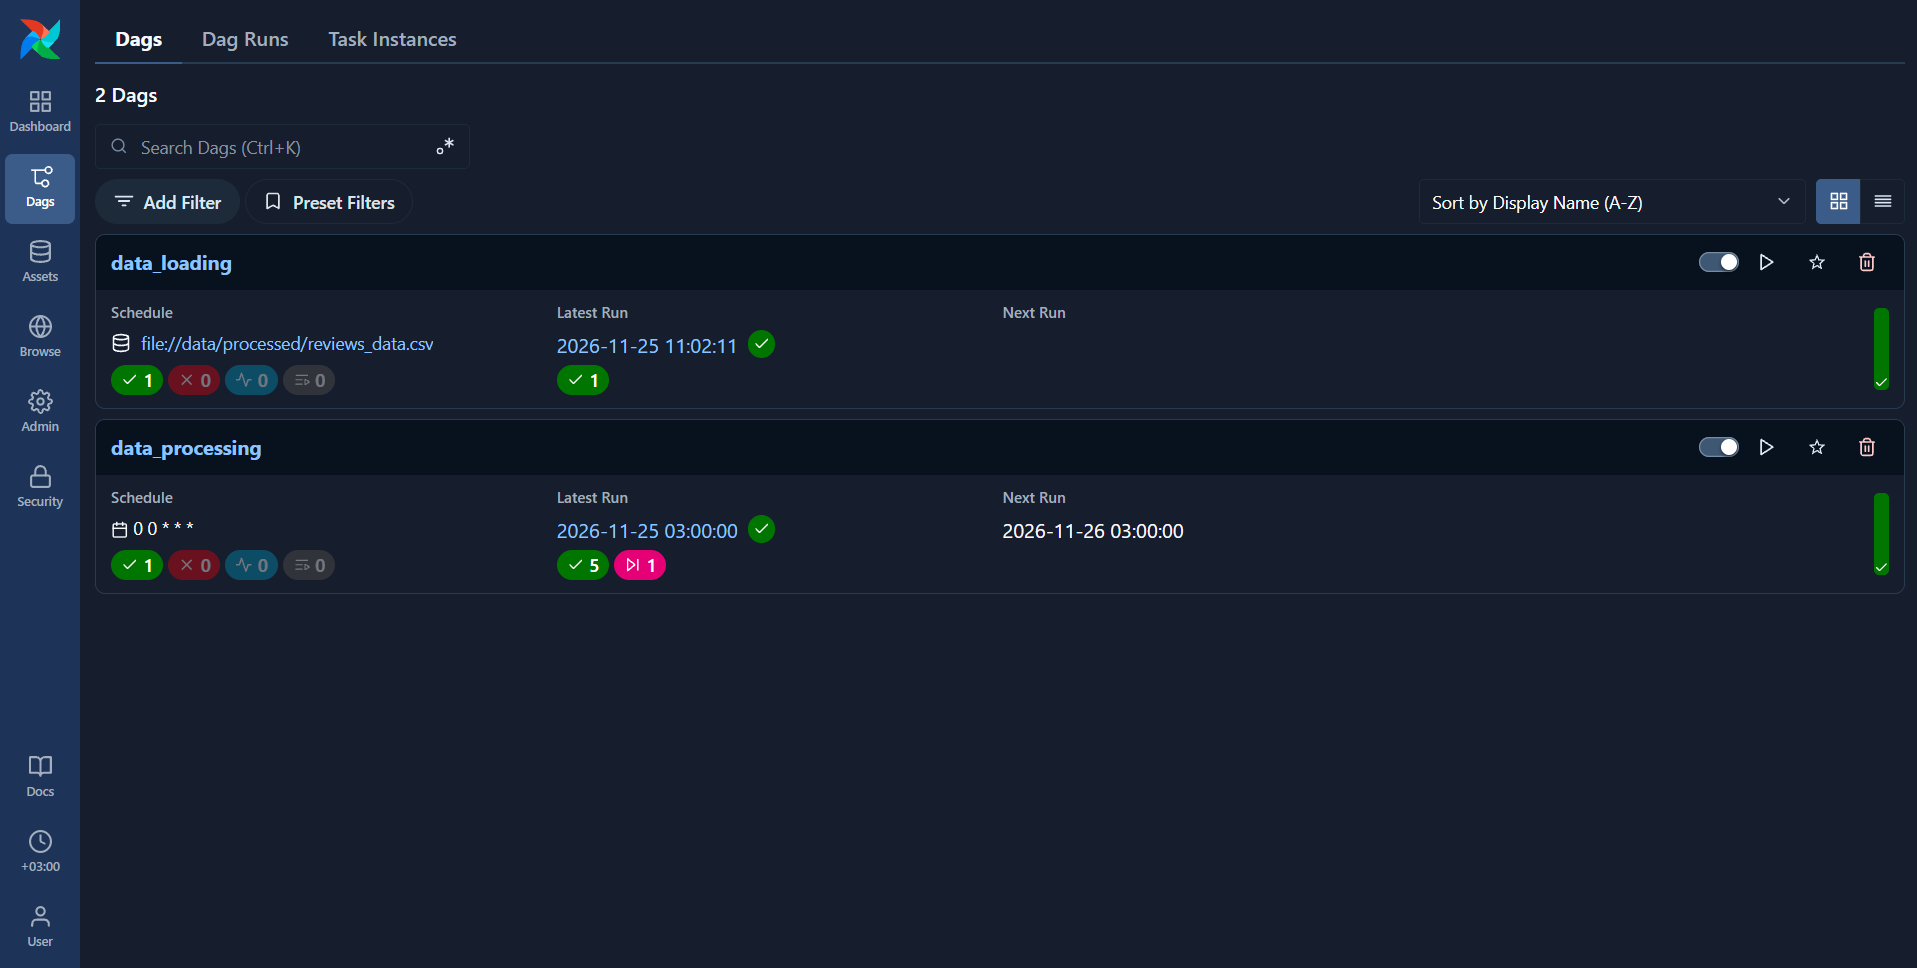 Dags Dag Runs Task Instances
Dashboard
Dags
Assets
Browse
Admin
Security
Docs
+03:00
User
2 Dags
Search Dags (Ctrl+K)
Add Filter Preset Filters Sort by Display Name (A-Z)
data_loading
Schedule Latest Run Next Run
file://data/processed/reviews_data.csv 2026-11-25 11:02:11
1 0 0 0 1
data_processing
Schedule Latest Run Next Run
0 0 * * * 2026-11-25 03:00:00 2026-11-26 03:00:00
1 0 0 0 5 1